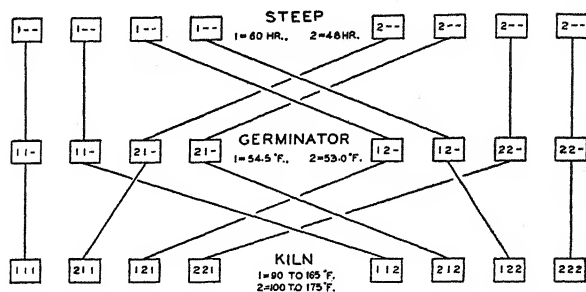 STEEP
1-- 1-- 1-- 1-- 1=60 HR., 2=48HR. 2-- 2-- 2-- 2--
GERMINATOR
11- 11- 21- 21- 1=54.5°F., 2=53.0°F. 12- 12- 22- 22-
KILN
111 211 121 221 1=90 TO 165°F. 112 212 122 222
2=100 TO 175°F.